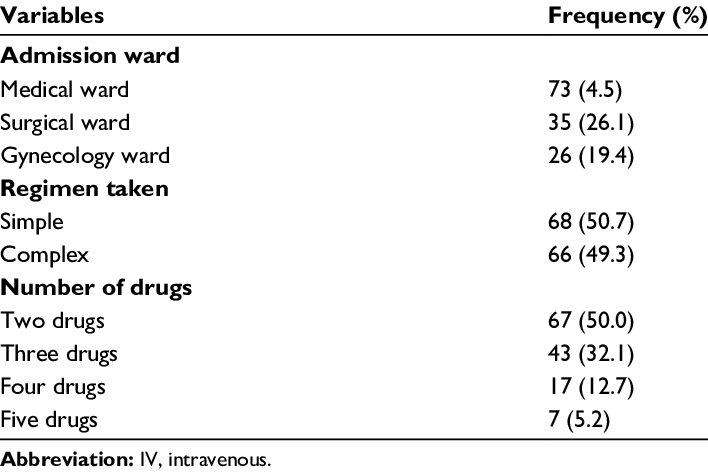 Variables Frequency (%)
Admission ward
Medical ward 73 (4.5)
Surgical ward 35 (26.1)
Gynecology ward 26 (19.4)
Regimen taken
Simple 68 (50.7)
Complex 66 (49.3)
Number of drugs
Two drugs 67 (50.0)
Three drugs 43 (32.1)
Four drugs 17 (12.7)
Five drugs 7 (5.2)
Abbreviation: IV, intravenous.